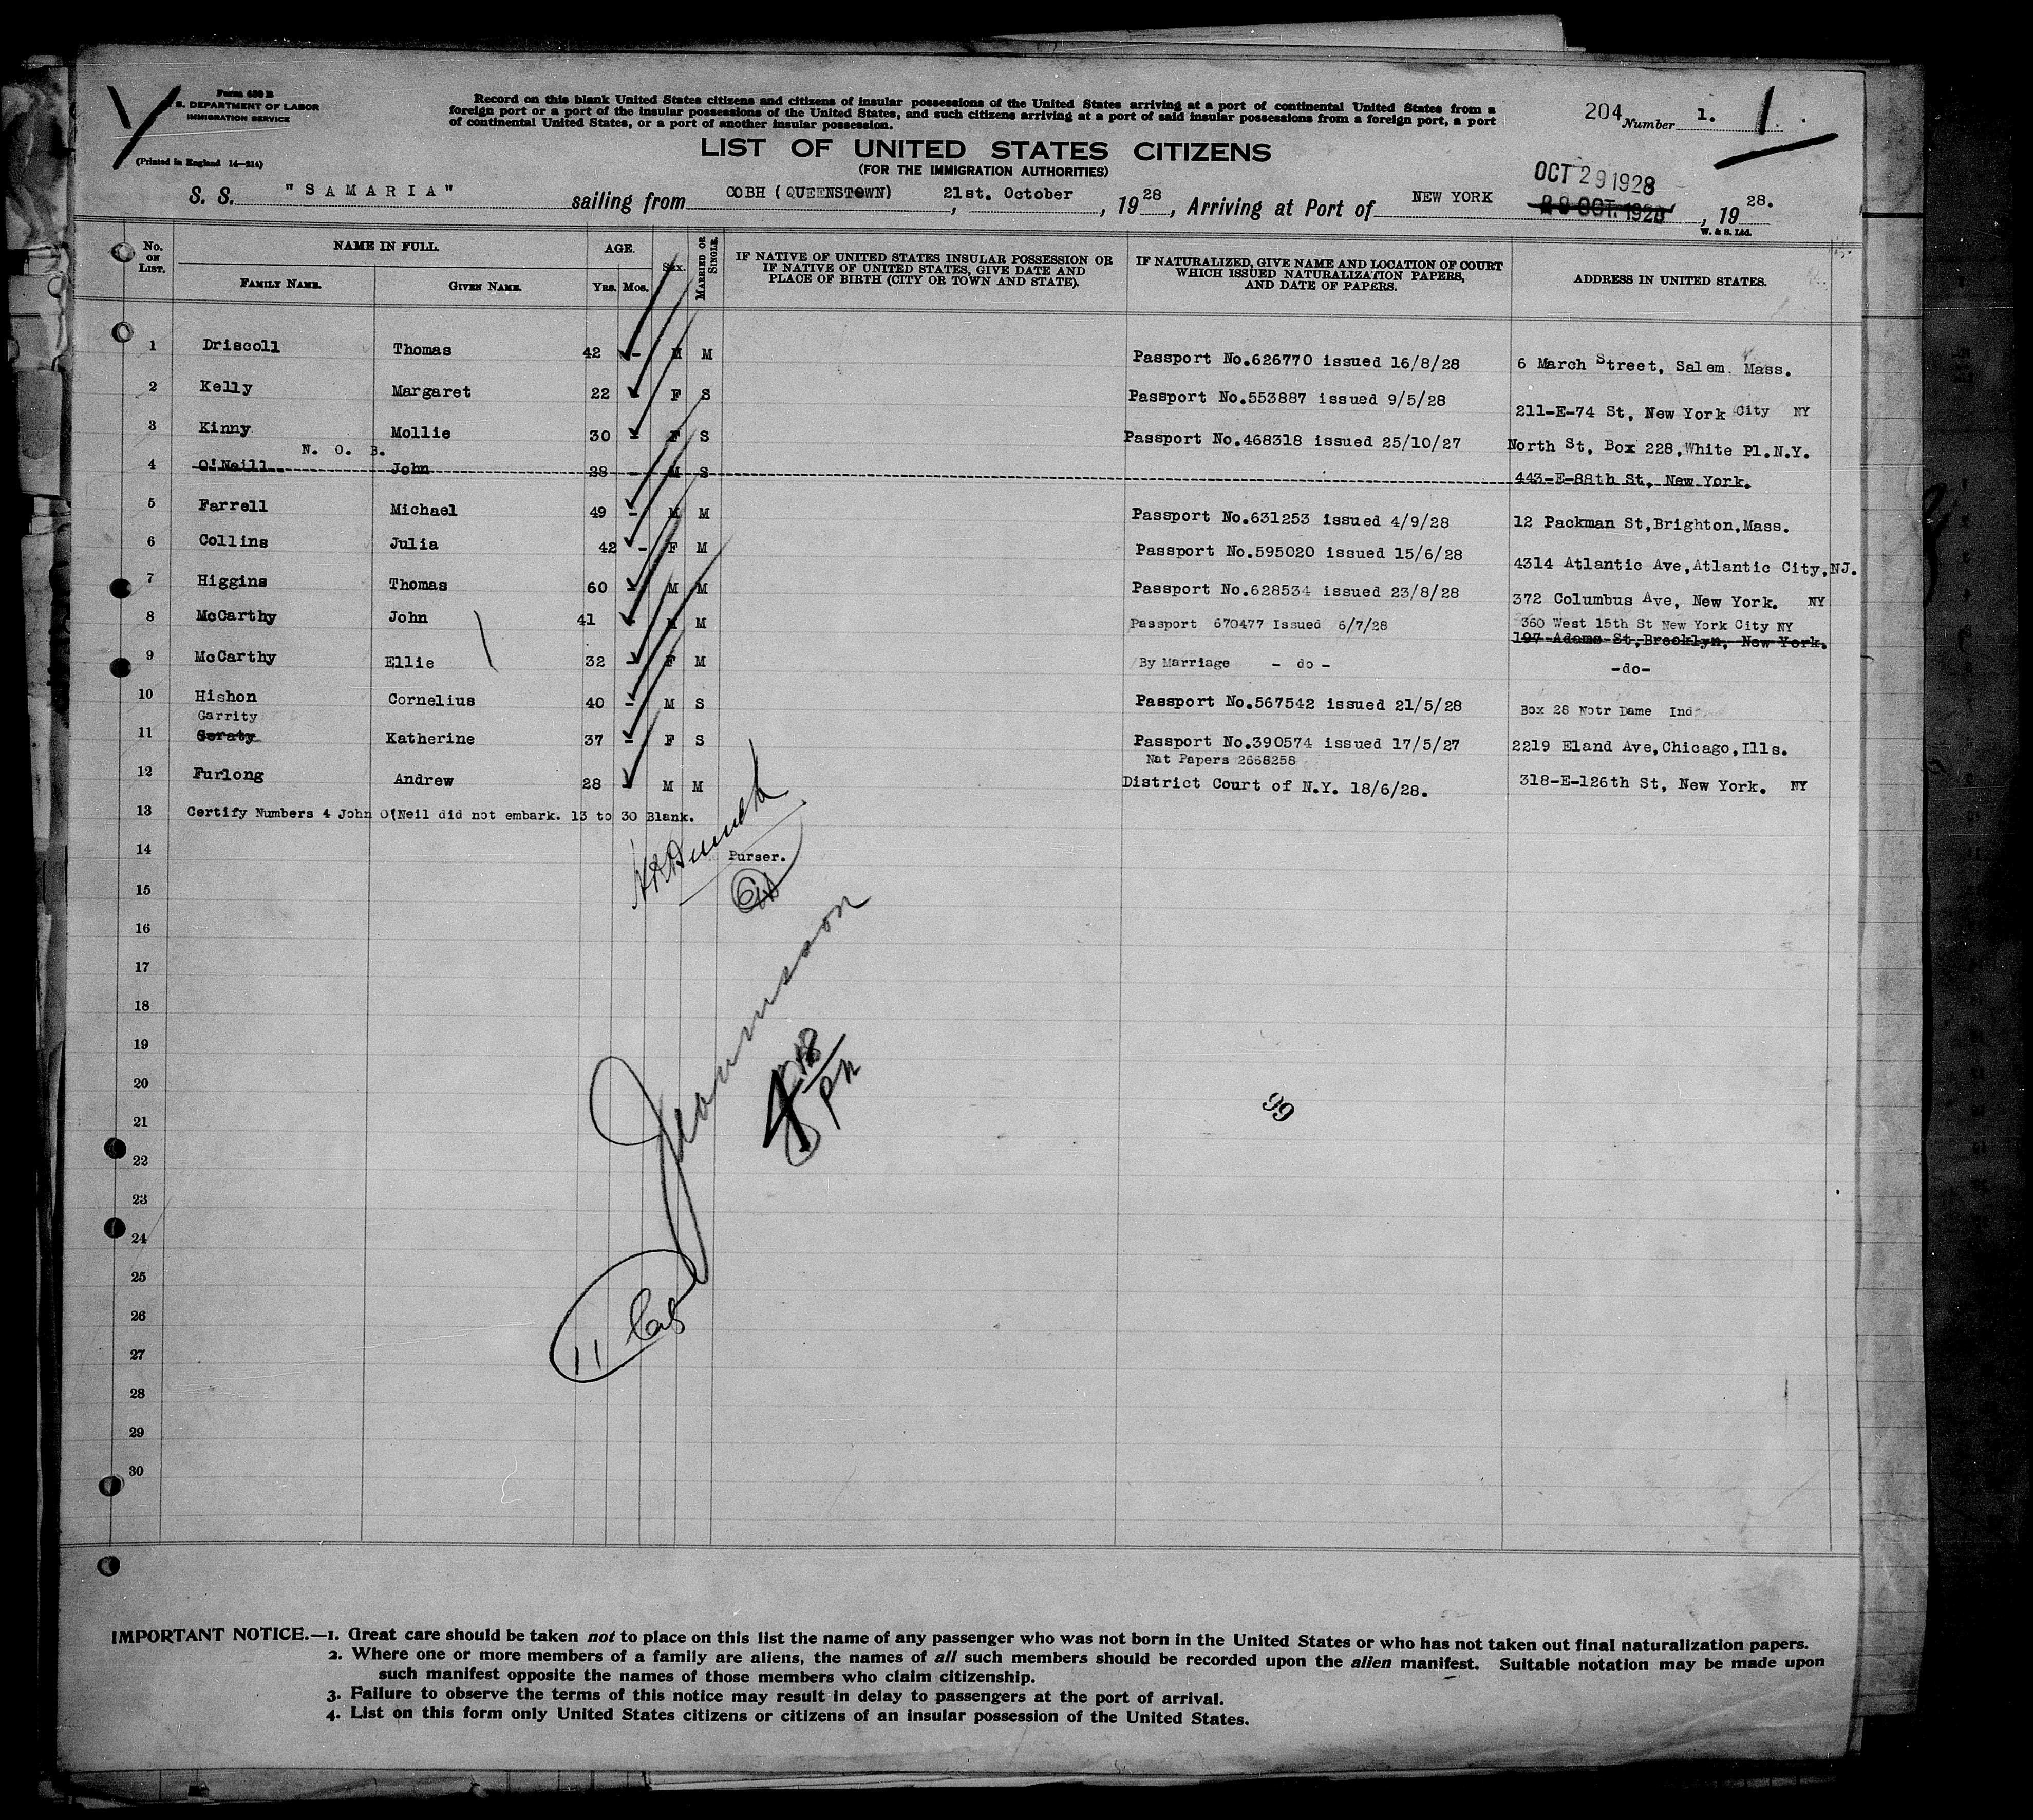 Form 630 B
S. DEPARTMENT OF LABOR
IMMIGRATION SERVICE
(Printed in England 14—214)
Record on this blank United States citizens and citizens of insular possessions of the United States arriving at a port of continental United States from a
foreign port or a port of the insular possessions of the United States, and such citizens arriving at a port of said insular possessions from a foreign port, a port
of continental United States, or a port of another insular possession.
204 Number 1. 1
LIST OF UNITED STATES CITIZENS
(FOR THE IMMIGRATION AUTHORITIES)
OCT 29 1928
S. S. "SAMARIA" sailing from COBH (QUEENSTOWN), 21st. October, 1928, Arriving at Port of NEW YORK 29 OCT. 1928, 1928.
W. & S. Ltd.
No. ON LIST. NAME IN FULL. FAMILY NAME. GIVEN NAME. AGE. YRS. MOS. SEX. MARRIED OR SINGLE. IF NATIVE OF UNITED STATES INSULAR POSSESSION OR IF NATIVE OF UNITED STATES, GIVE DATE AND PLACE OF BIRTH (CITY OR TOWN AND STATE). IF NATURALIZED, GIVE NAME AND LOCATION OF COURT WHICH ISSUED NATURALIZATION PAPERS, AND DATE OF PAPERS. ADDRESS IN UNITED STATES.
1 Driscoll Thomas 42 - M M Passport No.626770 issued 16/8/28 6 March Street, Salem. Mass.
2 Kelly Margaret 22 - F S Passport No.553887 issued 9/5/28 211-E-74 St, New York City NY
3 Kinny Mollie 30 - F S Passport No.468318 issued 25/10/27 North St, Box 228,White Pl.N.Y.
N. O. B.
4 O'Neill John 28 - M S 443-E-88th St, New York.
5 Farrell Michael 49 - M M Passport No.631253 issued 4/9/28 12 Packman St,Brighton,Mass.
6 Collins Julia 42 - F M Passport No.595020 issued 15/6/28 4314 Atlantic Ave,Atlantic City,NJ.
7 Higgins Thomas 60 - M M Passport No.628534 issued 23/8/28 372 Columbus Ave, New York. NY
8 McCarthy John 41 - M M Passport 670477 Issued 6/7/28 360 West 15th St New York City NY
197 Adams St,Brooklyn, New York.
9 McCarthy Ellie 32 - F M By Marriage - do - -do-
10 Hishon Cornelius 40 - M S Passport No.567542 issued 21/5/28 Box 28 Notr Dame Ind
Garrity
11 Geraty Katherine 37 - F S Passport No.390574 issued 17/5/27 2219 Eland Ave,Chicago,Ills.
Nat Papers 2658258
12 Furlong Andrew 28 M M District Court of N.Y. 18/6/28. 318-E-126th St, New York. NY
13 Certify Numbers 4 John O'Neil did not embark. 13 to 30 Blank.
14 Purser.
15
16
17
18
19
20
21 99
22
23
24
25
26
27
28
29
30
IMPORTANT NOTICE.—1. Great care should be taken not to place on this list the name of any passenger who was not born in the United States or who has not taken out final naturalization papers.
2. Where one or more members of a family are aliens, the names of all such members should be recorded upon the alien manifest. Suitable notation may be made upon
such manifest opposite the names of those members who claim citizenship.
3. Failure to observe the terms of this notice may result in delay to passengers at the port of arrival.
4. List on this form only United States citizens or citizens of an insular possession of the United States.